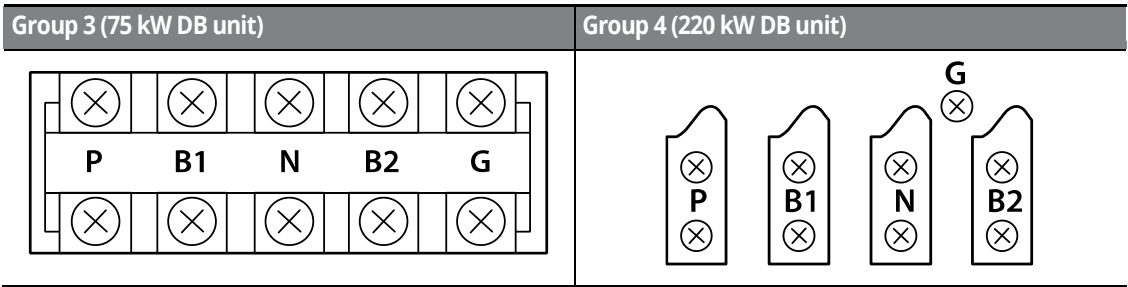 Group 3 (75 kW DB unit)
P B1 N B2 G
Group 4 (220 kW DB unit)
G
P B1 N B2